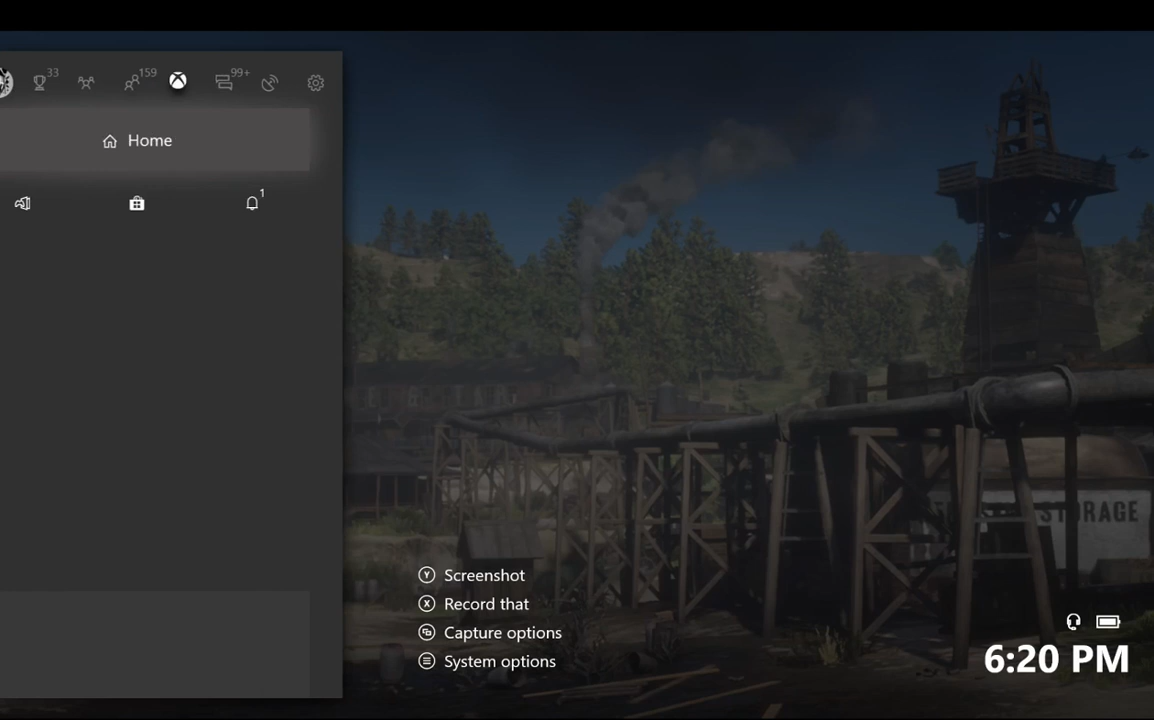 33
159
99+
Home
1
STORAGE
Y Screenshot
X Record that
Capture options
System options
6:20 PM